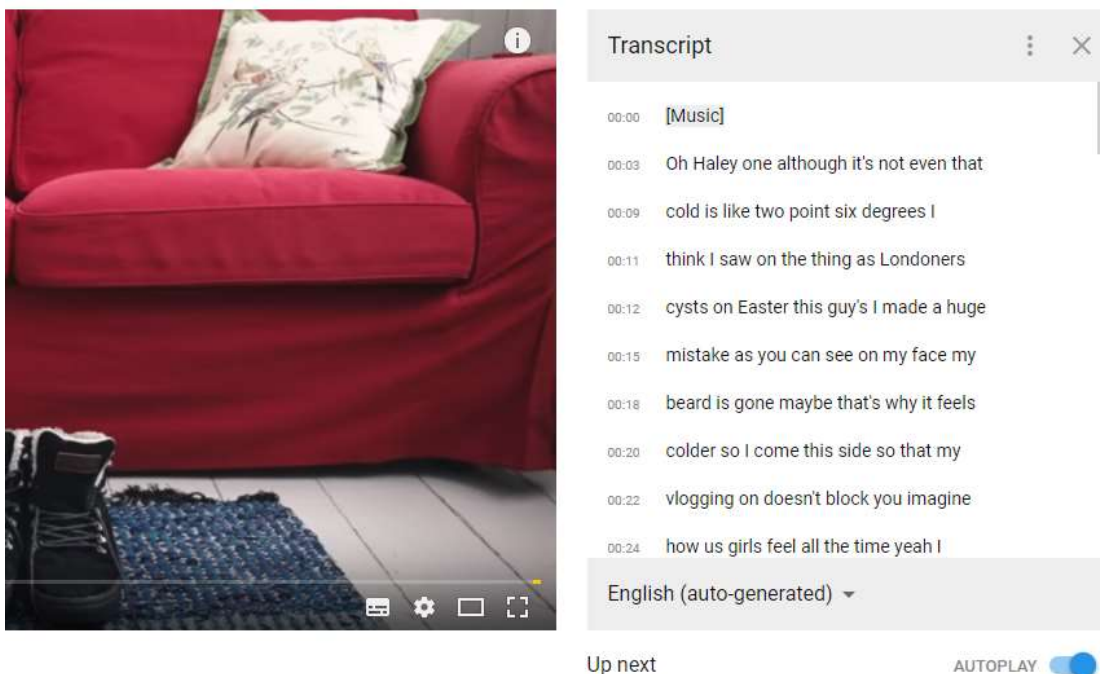 Transcript
00:00 [Music]
00:03 Oh Haley one although it's not even that
00:09 cold is like two point six degrees I
00:11 think I saw on the thing as Londoners
00:12 cysts on Easter this guy's I made a huge
00:15 mistake as you can see on my face my
00:18 beard is gone maybe that's why it feels
00:20 colder so I come this side so that my
00:22 vlogging on doesn't block you imagine
00:24 how us girls feel all the time yeah I
English (auto-generated)
Up next
AUTOPLAY